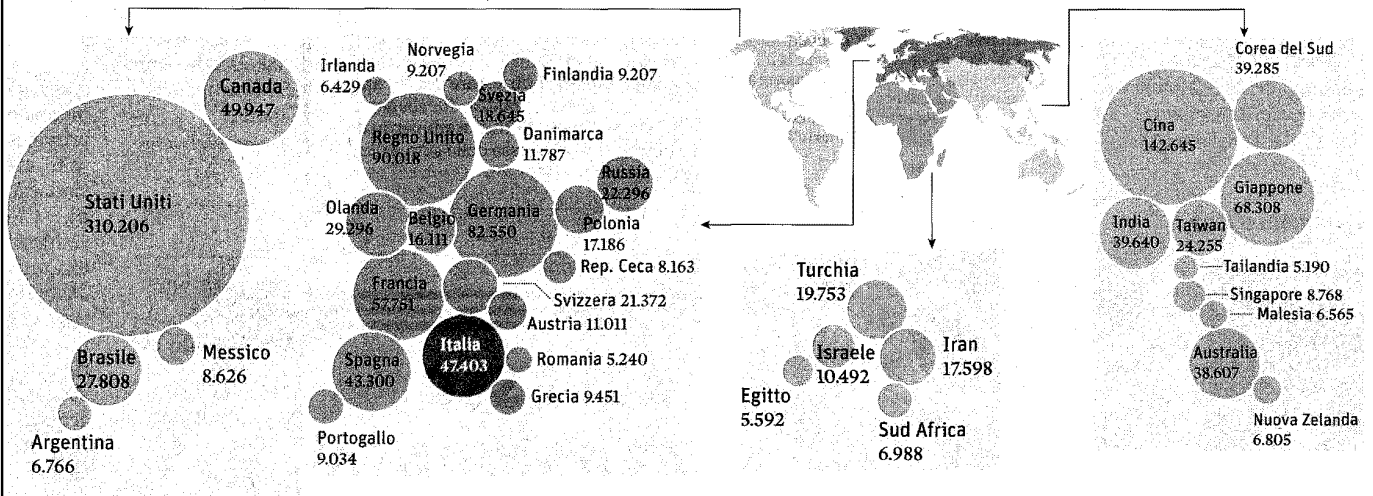 Canada
49.947
Stati Uniti
310.206
Brasile
27.808
Messico
8.626
Argentina
6.766
Norvegia
9.207
Irlanda
6.429
Finlandia 9.207
Svezia
18.645
Regno Unito
90.018
Danimarca
11.787
Russia
22.296
Olanda
29.296
Belgio
16.111
Germania
82.550
Polonia
17.186
Rep. Ceca 8.163
Francia
57.751
Svizzera 21.372
Austria 11.011
Italia
47.403
Romania 5.240
Spagna
43.300
Grecia 9.451
Portogallo
9.034
Turchia
19.753
Israele
10.492
Iran
17.598
Egitto
5.592
Sud Africa
6.988
Corea del Sud
39.285
Cina
142.645
Giappone
68.308
India
39.640
Taiwan
24.255
Tailandia 5.190
Singapore 8.768
Malesia 6.565
Australia
38.607
Nuova Zelanda
6.805